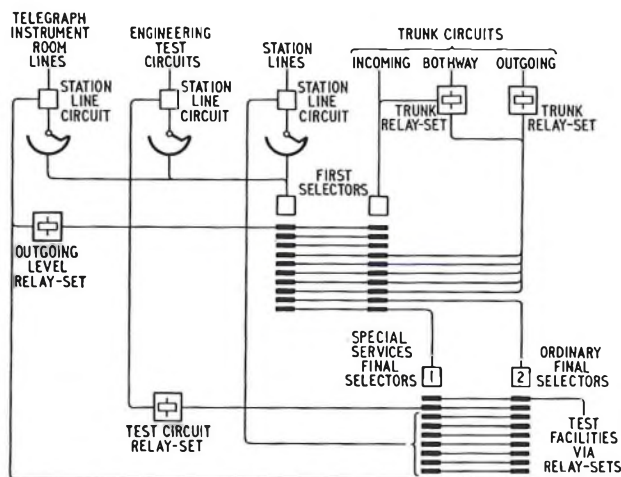 TELEGRAPH
INSTRUMENT
ROOM
LINES
ENGINEERING
TEST
CIRCUITS
STATION
LINES
TRUNK CIRCUITS
INCOMING BOTHWAY OUTGOING
STATION
LINE
CIRCUIT
STATION
LINE
CIRCUIT
STATION
LINE
CIRCUIT
TRUNK
RELAY-SET
TRUNK
RELAY-SET
FIRST
SELECTORS
OUTGOING
LEVEL
RELAY-SET
SPECIAL
SERVICES
FINAL
SELECTORS
1
2
ORDINARY
FINAL
SELECTORS
TEST CIRCUIT
RELAY-SET
TEST
FACILITIES
VIA
RELAY-SETS